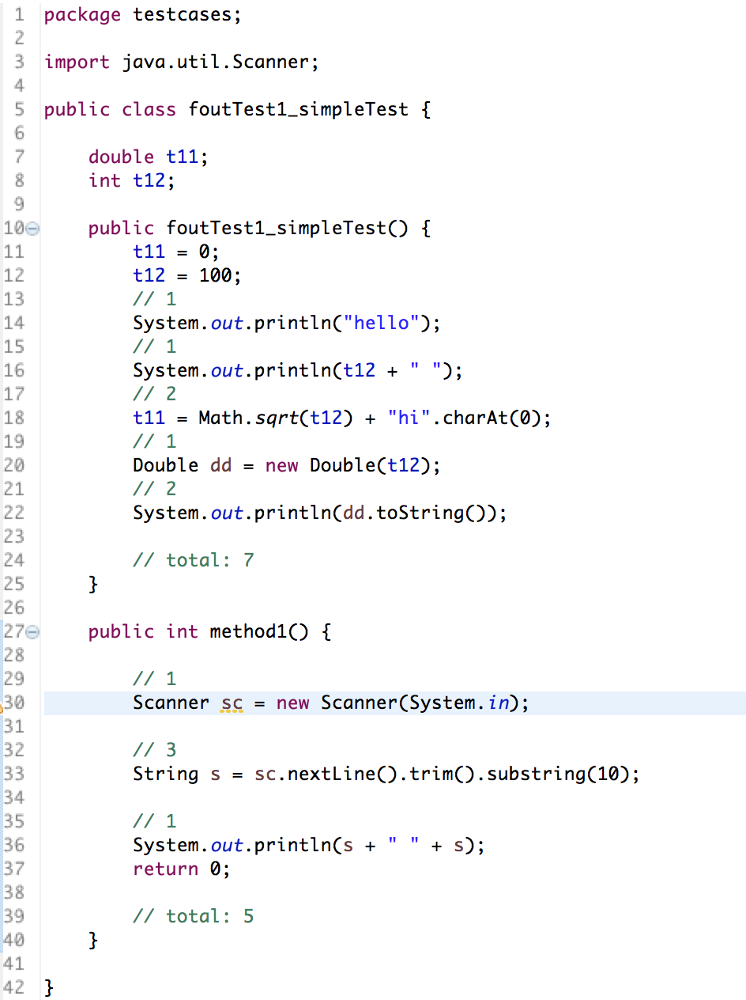 1 package testcases;
2
3 import java.util.Scanner;
4
5 public class foutTest1_simpleTest {
6
7     double t11;
8     int t12;
9
10     public foutTest1_simpleTest() {
11         t11 = 0;
12         t12 = 100;
13         // 1
14         System.out.println("hello");
15         // 1
16         System.out.println(t12 + " ");
17         // 2
18         t11 = Math.sqrt(t12) + "hi".charAt(0);
19         // 1
20         Double dd = new Double(t12);
21         // 2
22         System.out.println(dd.toString());
23
24         // total: 7
25     }
26
27     public int method1() {
28
29         // 1
30         Scanner sc = new Scanner(System.in);
31
32         // 3
33         String s = sc.nextLine().trim().substring(10);
34
35         // 1
36         System.out.println(s + " " + s);
37         return 0;
38
39         // total: 5
40     }
41
42 }